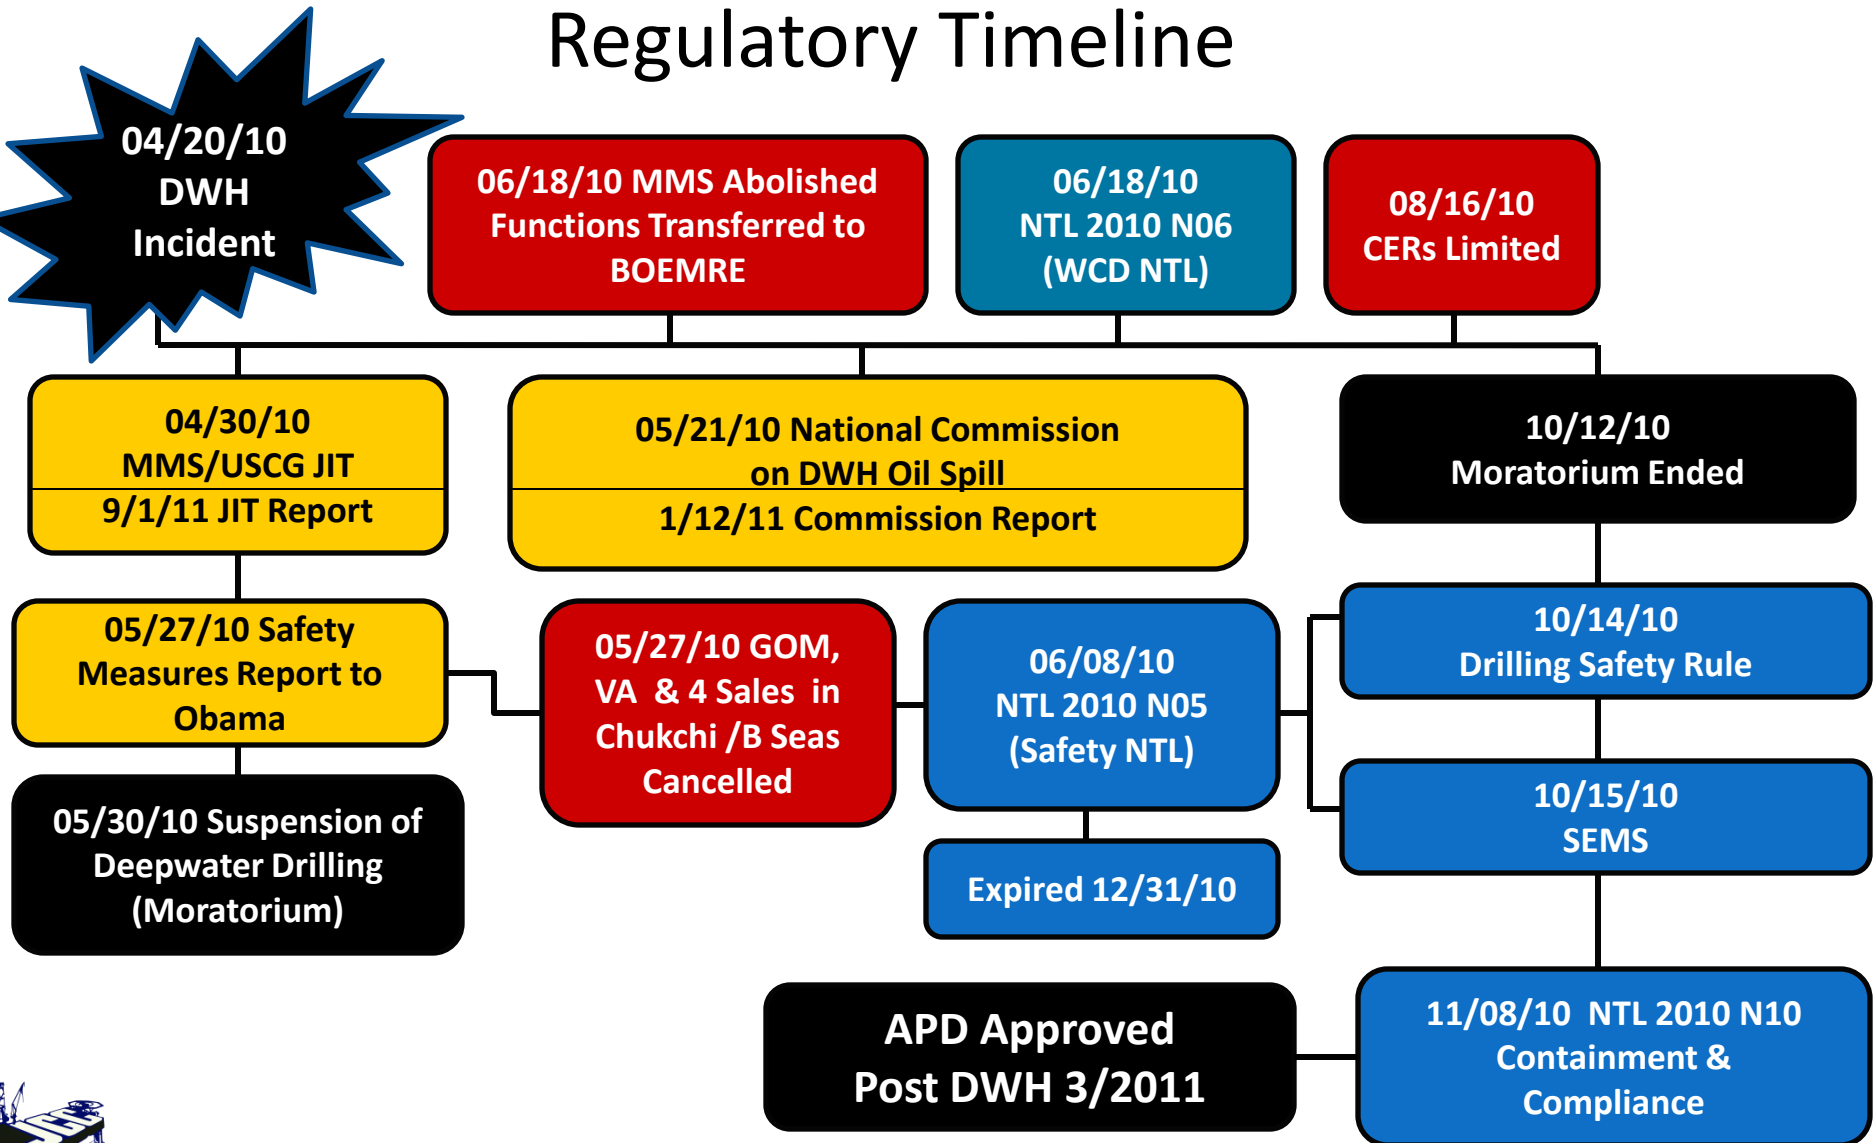 Regulatory Timeline
04/20/10
DWH
Incident
06/18/10 MMS Abolished
Functions Transferred to
BOEMRE
06/18/10
NTL 2010 N06
(WCD NTL)
08/16/10
CERs Limited
04/30/10
MMS/USCG JIT
9/1/11 JIT Report
05/21/10 National Commission
on DWH Oil Spill
1/12/11 Commission Report
10/12/10
Moratorium Ended
05/27/10 Safety
Measures Report to
Obama
05/27/10 GOM,
VA & 4 Sales in
Chukchi /B Seas
Cancelled
06/08/10
NTL 2010 N05
(Safety NTL)
10/14/10
Drilling Safety Rule
05/30/10 Suspension of
Deepwater Drilling
(Moratorium)
Expired 12/31/10
10/15/10
SEMS
APD Approved
Post DWH 3/2011
11/08/10 NTL 2010 N10
Containment &
Compliance